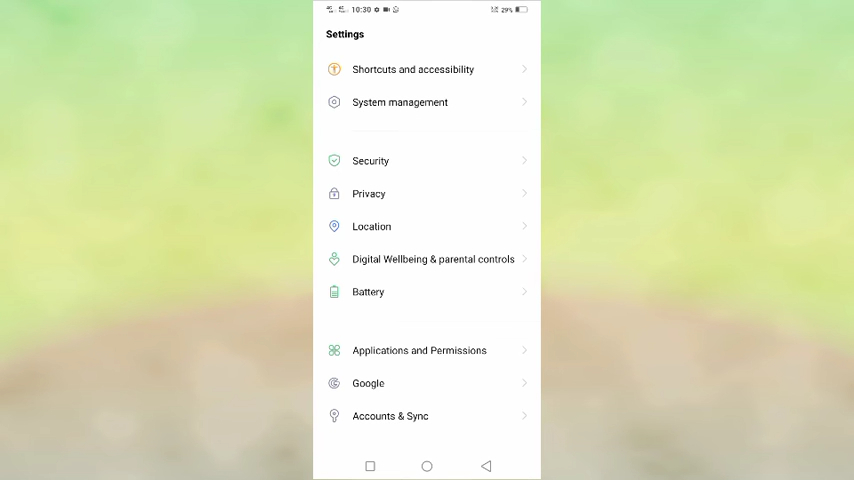 10:30
29%
Settings
Shortcuts and accessibility
System management
Security
Privacy
Location
Digital Wellbeing & parental controls
Battery
Applications and Permissions
Google
Accounts & Sync